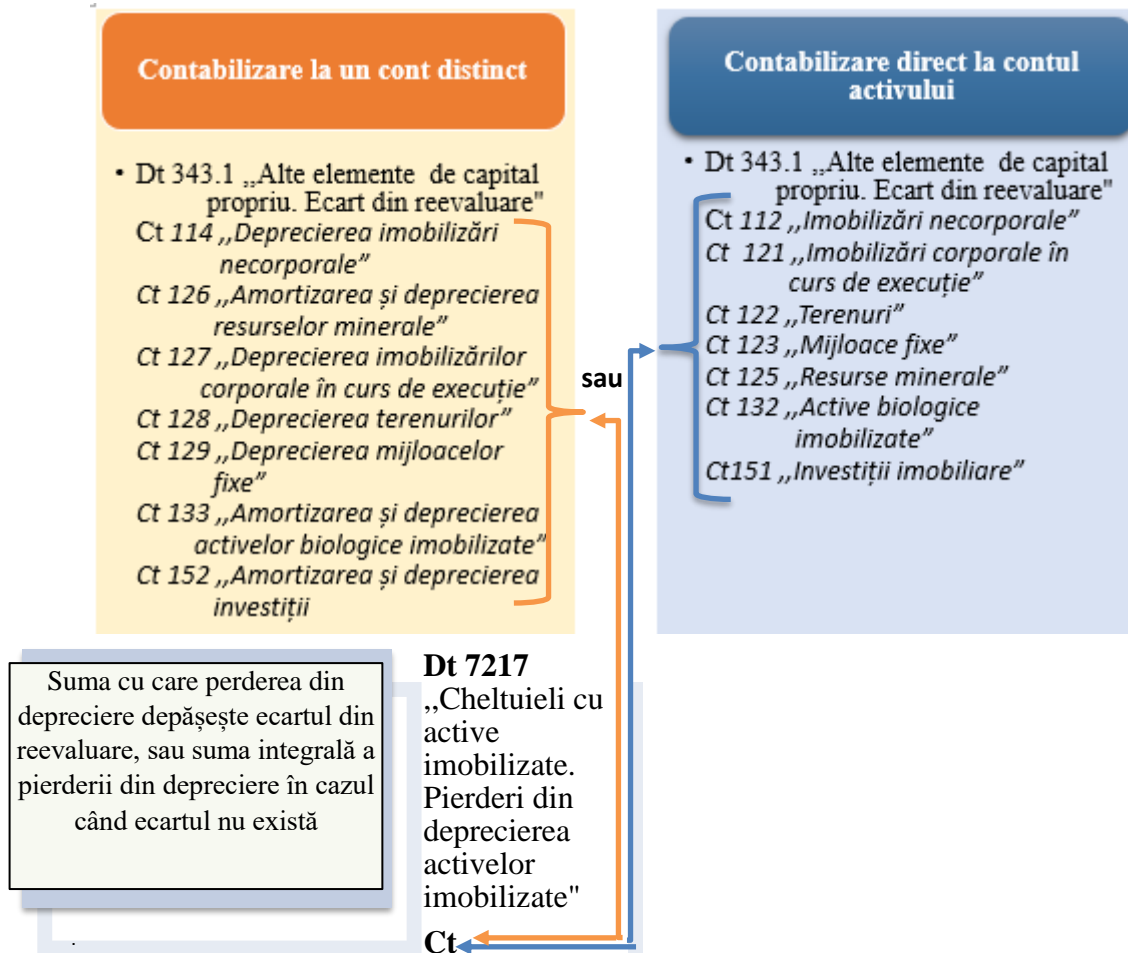 Contabilizare la un cont distinct
• Dt 343.1 ,,Alte elemente de capital
propriu. Ecart din reevaluare"
Ct 114 ,,Deprecierea imobilizări
necorporale”
Ct 126 ,,Amortizarea și deprecierea
resurselor minerale”
Ct 127 ,,Deprecierea imobilizărilor
corporale în curs de execuție”
Ct 128 ,,Deprecierea terenurilor”
Ct 129 ,,Deprecierea mijloacelor
fixe”
Ct 133 ,,Amortizarea și deprecierea
activelor biologice imobilizate”
Ct 152 ,,Amortizarea și deprecierea
investiții
sau
Contabilizare direct la contul
activului
• Dt 343.1 ,,Alte elemente de capital
propriu. Ecart din reevaluare"
Ct 112 ,,Imobilizări necorporale”
Ct 121 ,,Imobilizări corporale în
curs de execuție”
Ct 122 ,,Terenuri”
Ct 123 ,,Mijloace fixe”
Ct 125 ,,Resurse minerale”
Ct 132 ,,Active biologice
imobilizate”
Ct151 ,,Investiții imobiliare”
Suma cu care perderea din
depreciere depășește ecartul din
reevaluare, sau suma integrală a
pierderii din depreciere în cazul
când ecartul nu există
.
Dt 7217
,,Cheltuieli cu
active
imobilizate.
Pierderi din
deprecierea
activelor
imobilizate"
Ct